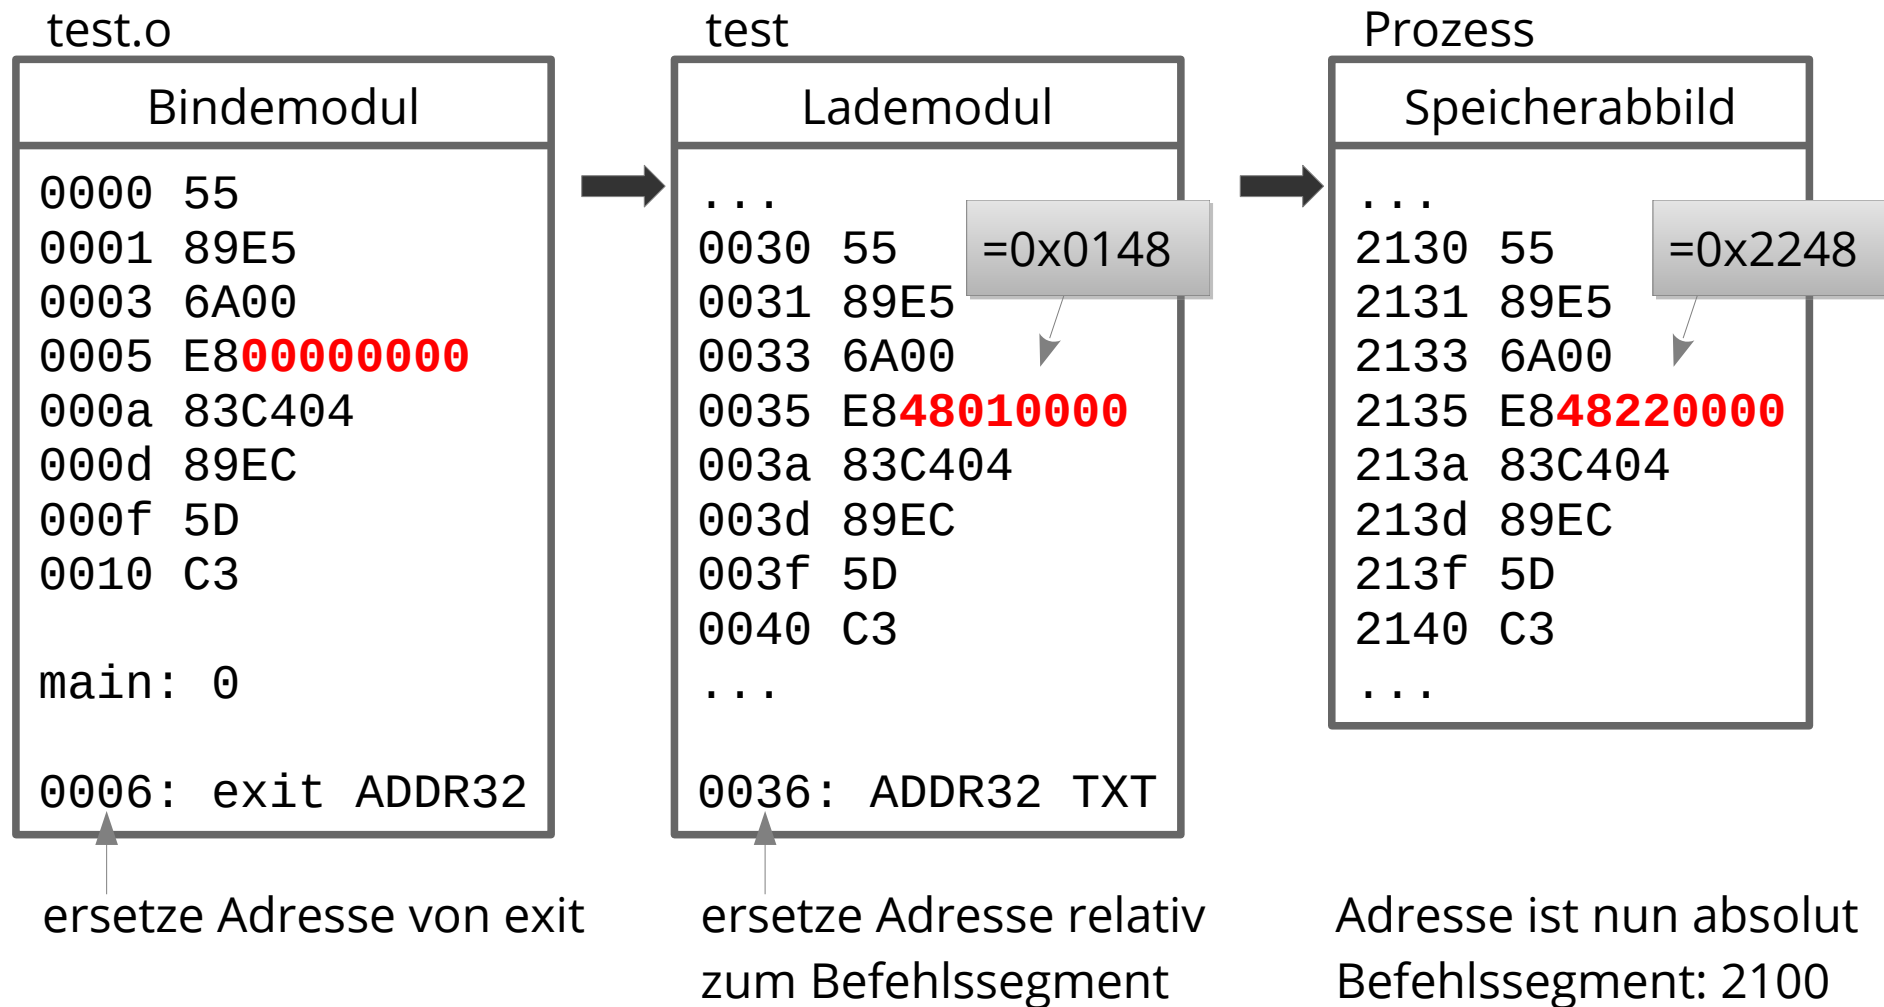 test.o
Bindemodul
0000 55
0001 89E5
0003 6A00
0005 E800000000
000a 83C404
000d 89EC
000f 5D
0010 C3
main: 0
0006: exit ADDR32
ersetze Adresse von exit
test
Lademodul
...
=0x0148
0030 55
0031 89E5
0033 6A00
0035 E848010000
003a 83C404
003d 89EC
003f 5D
0040 C3
...
0036: ADDR32 TXT
ersetze Adresse relativ
zum Befehlssegment
Prozess
Speicherabbild
...
=0x2248
2130 55
2131 89E5
2133 6A00
2135 E848220000
213a 83C404
213d 89EC
213f 5D
2140 C3
...
Adresse ist nun absolut
Befehlssegment: 2100